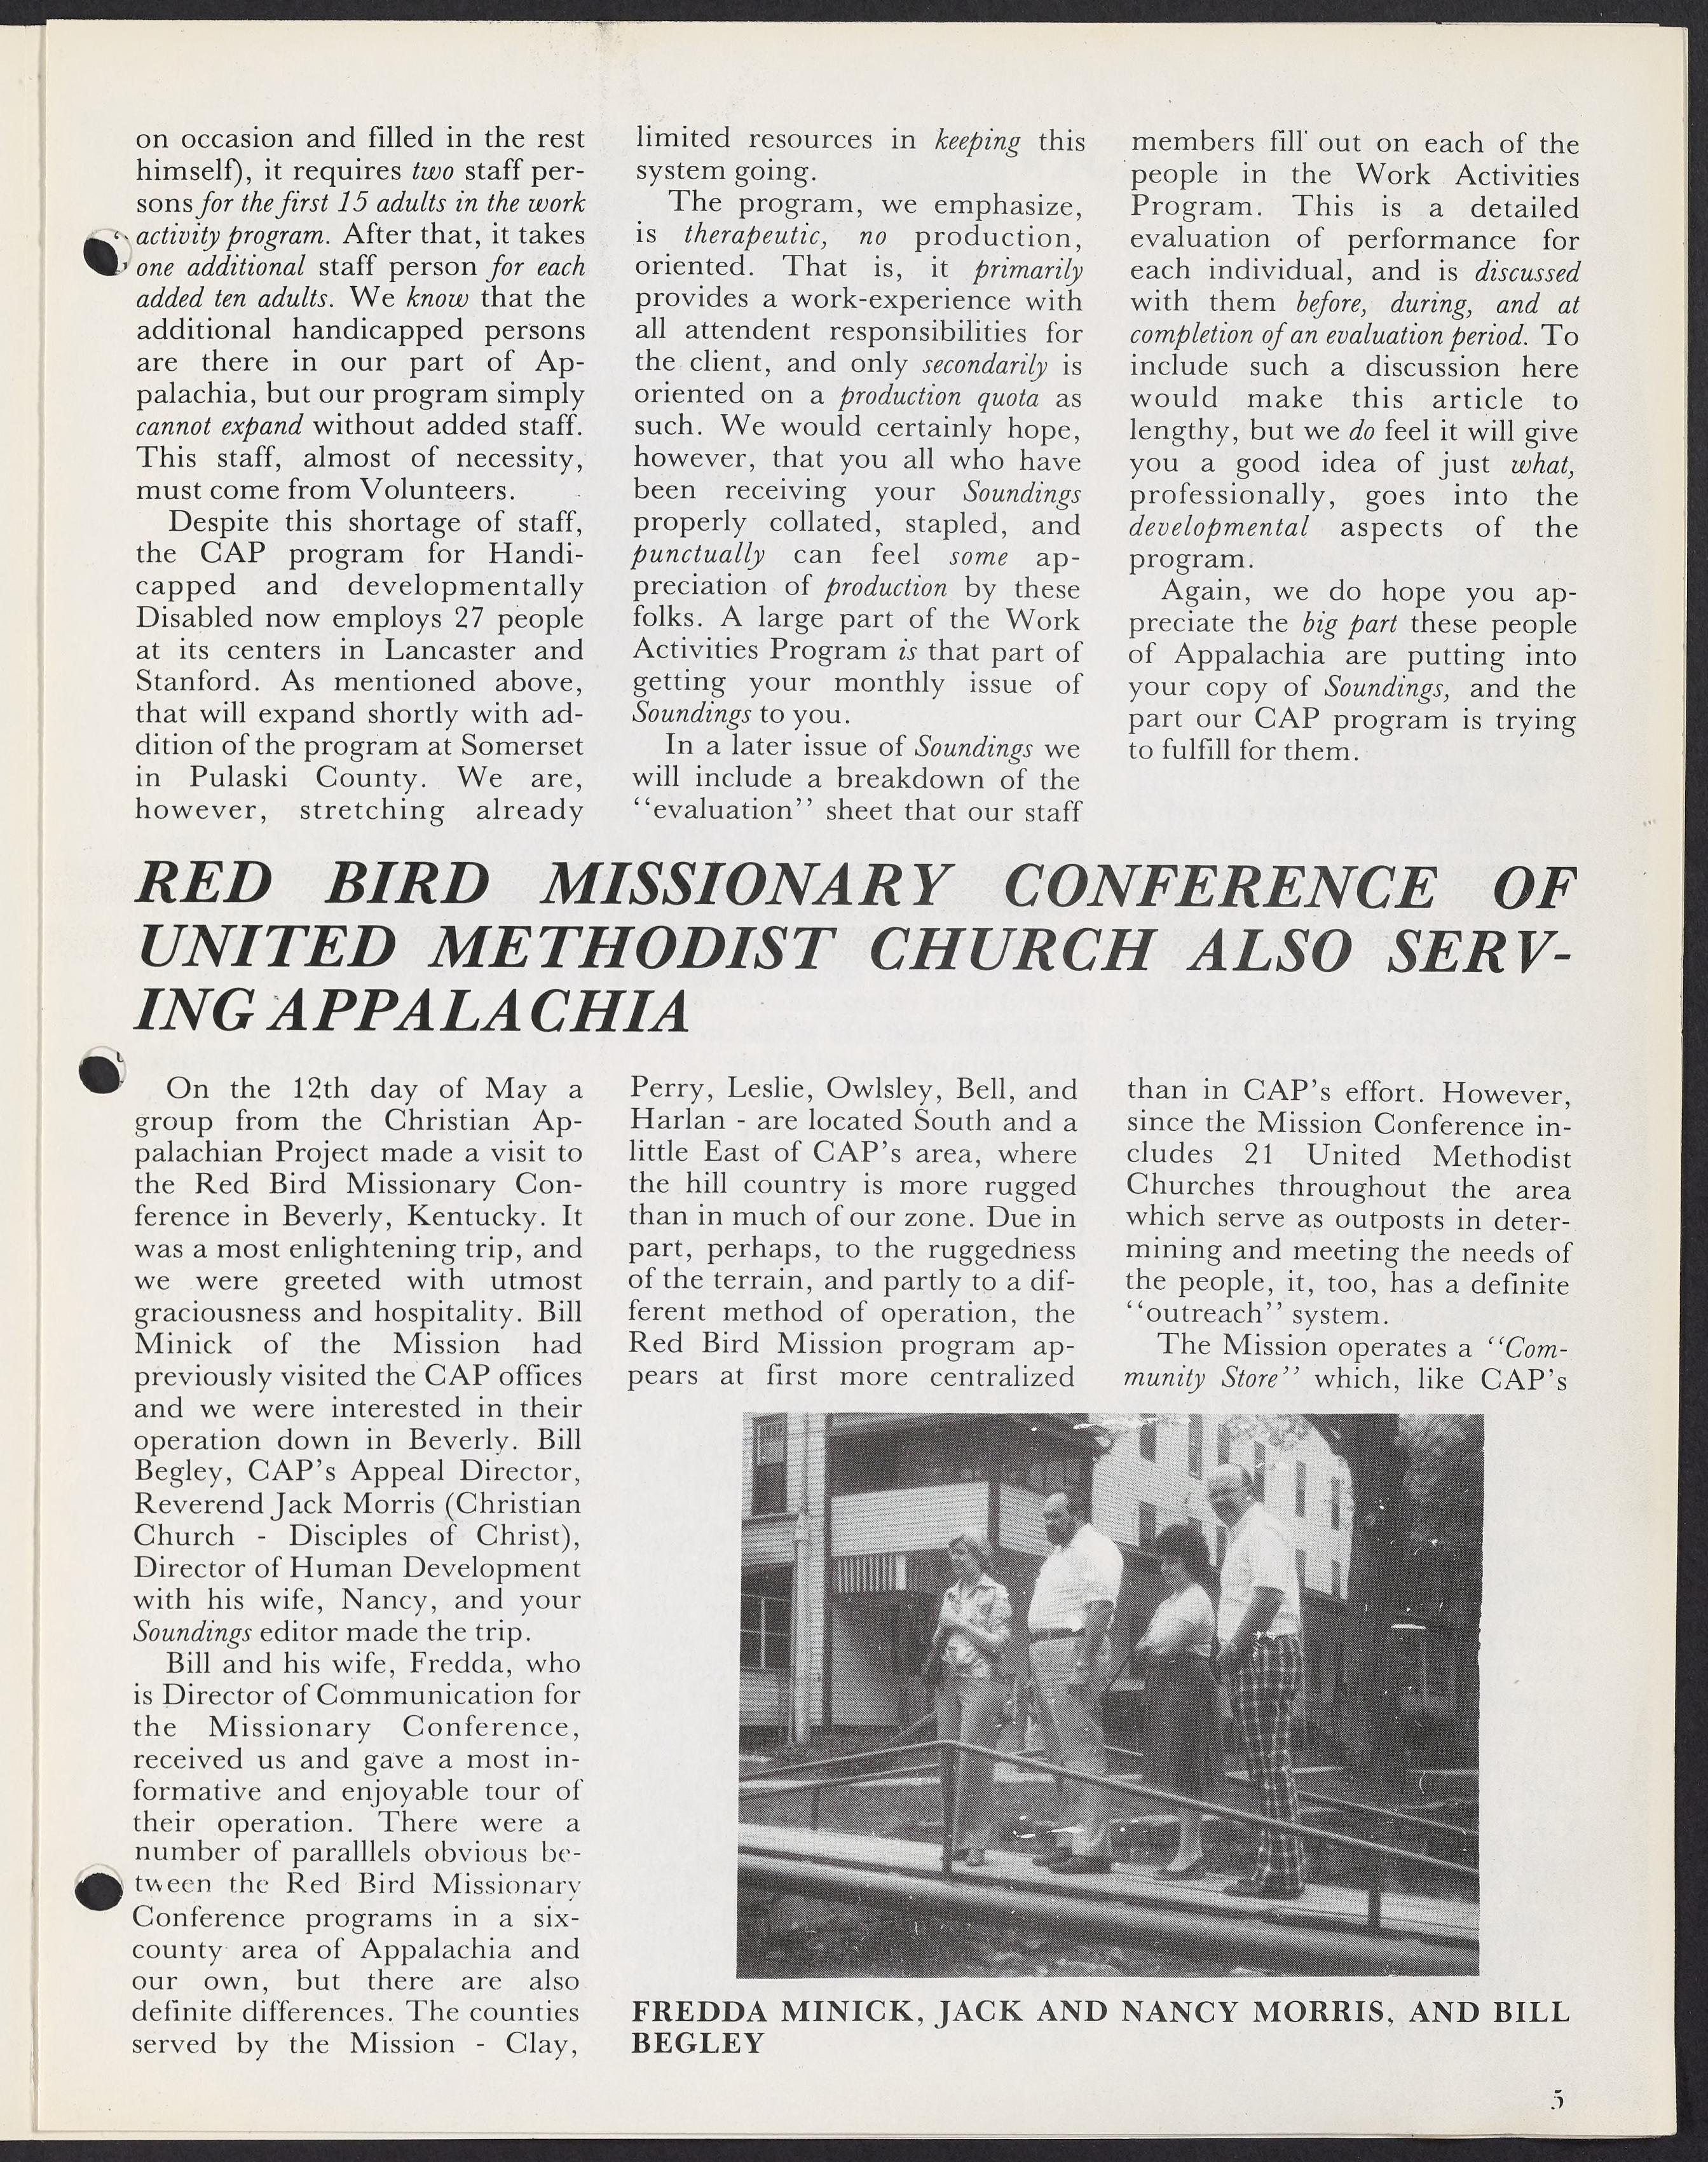 on occasion and filled in the rest
himself), it requires two staff per-
sons for the first 15 adults in the work
activity program. After that, it takes
one additional staff person for each
added ten adults. We know that the
additional handicapped persons
are there in our part of Ap-
palachia, but our program simply
cannot expand without added staff.
This staff, almost of necessity,
must come from Volunteers.
Despite this shortage of staff,
the CAP program for Handi-
capped and developmentally
Disabled now employs 27 people
at its centers in Lancaster and
Stanford. As mentioned above,
that will expand shortly with ad-
dition of the program at Somerset
in Pulaski County. We are,
however, stretching already
limited resources in keeping this
system going.
The program, we emphasize,
is therapeutic, no production,
oriented. That is, it primarily
provides a work-experience with
all attendent responsibilities for
the client, and only secondarily is
oriented on a production quota as
such. We would certainly hope,
however, that you all who have
been receiving your Soundings
properly collated, stapled, and
punctually can feel some ap-
preciation of production by these
folks. A large part of the Work
Activities Program is that part of
getting your monthly issue of
Soundings to you.
In a later issue of Soundings we
will include a breakdown of the
‘‘evaluation’’ sheet that our staff
members fill out on each of the
people in the Work Activities
Program. This is a detailed
evaluation of performance for
each individual, and is discussed
with them before, during, and at
completion of an evaluation period. To
include such a discussion here
would make this article to
lengthy, but we do feel it will give
you a good idea of just what,
professionally, goes into the
developmental aspects of the
program.
Again, we do hope you ap-
preciate the big part these people
of Appalachia are putting into
your copy of Soundings, and the
part our CAP program is trying
to fulfill for them.
RED BIRD MISSIONARY CONFERENCE OF
UNITED METHODIST CHURCH ALSO SERV-
ING APPALACHIA
On the 12th day of May a
group from the Christian Ap-
palachian Project made a visit to
the Red Bird Missionary Con-
ference in Beverly, Kentucky. It
was a most enlightening trip, and
we were greeted with utmost
graciousness and hospitality. Bill
Minick of the Mission had
previously visited the CAP offices
and we were interested in their
operation down in Beverly. Bill
Begley, CAP's Appeal Director,
Reverend Jack Morris (Christian
Church - Disciples of Christ),
Director of Human Development
with his wife, Nancy, and your
Soundings editor made the trip.
Bill and his wife, Fredda, who
is Director of Communication for
the Missionary Conference,
received us and gave a most in-
formative and enjoyable tour of
their operation. There were a
number of paralllels obvious be-
tween the Red Bird Missionary
Conference programs in a six-
county area of Appalachia and
our own, but there are also
definite differences. The counties
served by the Mission - Clay,
Perry, Leslie, Owlsley, Bell, and
Harlan - are located South and a
little East of CAP's area, where
the hill country is more rugged
than in much of our zone. Due in
part, perhaps, to the ruggedness
of the terrain, and partly to a dif-
ferent method of operation, the
Red Bird Mission program ap-
pears at first more centralized
than in CAP's effort. However,
since the Mission Conference in-
cludes 21 United Methodist
Churches throughout the area
which serve as outposts in deter-
mining and meeting the needs of
the people, it, too, has a definite
‘‘outreach’’ system.
The Mission operates a ‘‘Com-
munity Store’’ which, like CAP's
FREDDA MINICK, JACK AND NANCY MORRIS, AND BILL
BEGLEY
5